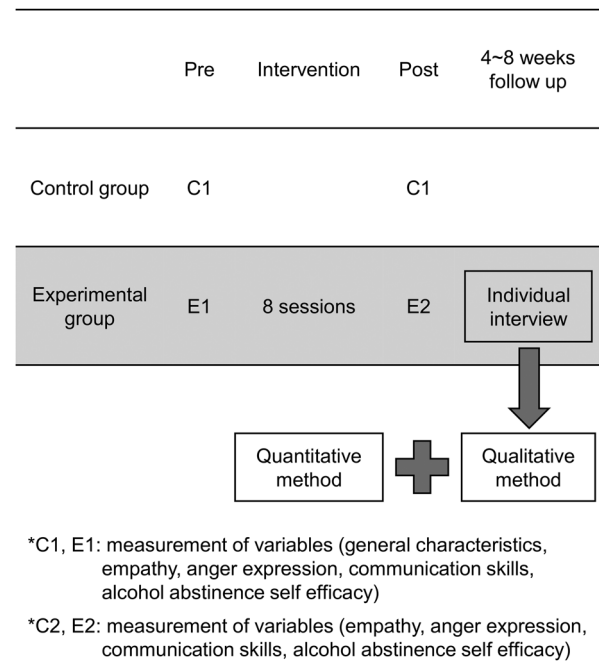 Pre Intervention Post 4~8 weeks
follow up
Control group C1 C1
Experimental
group E1 8 sessions E2 Individual
interview
Quantitative
method
Qualitative
method
*C1, E1: measurement of variables (general characteristics,
empathy, anger expression, communication skills,
alcohol abstinence self efficacy)
*C2, E2: measurement of variables (empathy, anger expression,
communication skills, alcohol abstinence self efficacy)